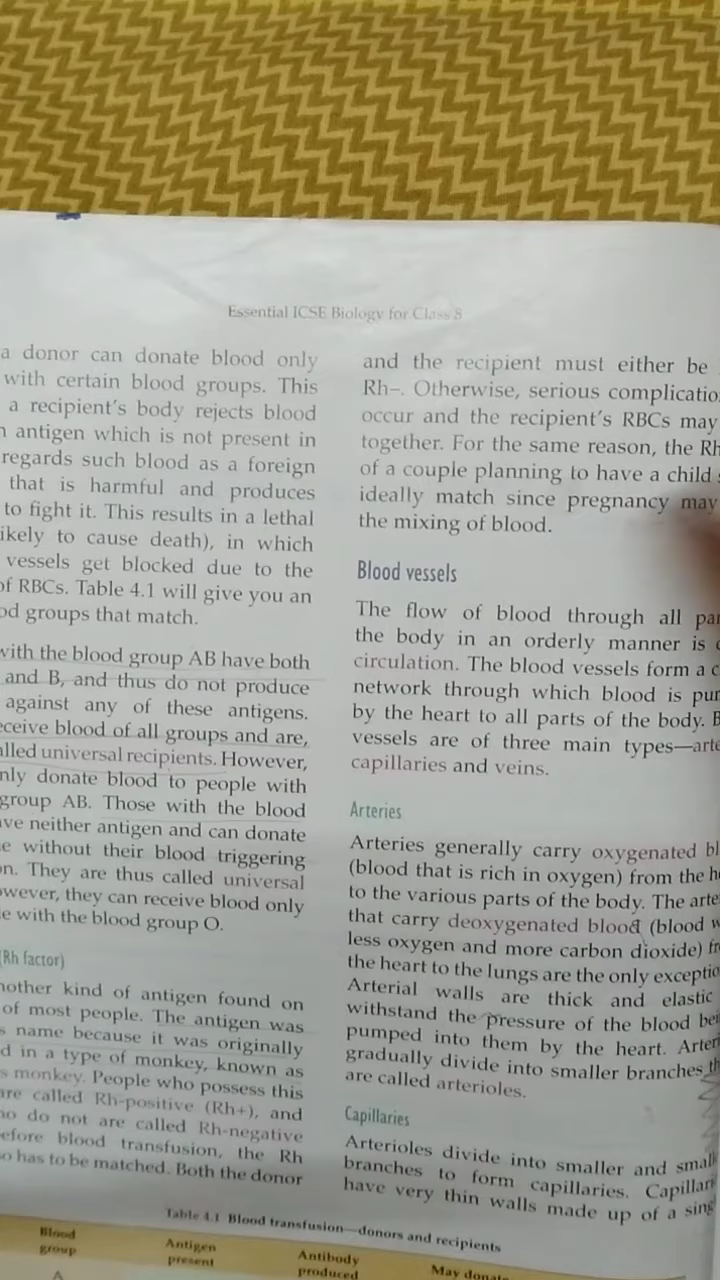 Essential ICSE Biology for Class 8
a donor can donate blood only
with certain blood groups. This
a recipient's body rejects blood
antigen which is not present in
regards such blood as a foreign
that is harmful and produces
to fight it. This results in a lethal
ikely to cause death), in which
vessels get blocked due to the
of RBCs. Table 4.1 will give you an
od groups that match.
with the blood group AB have both
and B, and thus do not produce
against any of these antigens.
eceive blood of all groups and are,
alled universal recipients. However,
nly donate blood to people with
group AB. Those with the blood
ave neither antigen and can donate
e without their blood triggering
on. They are thus called universal
owever, they can receive blood only
e with the blood group O.
(Rh factor)
nother kind of antigen found on
of most people. The antigen was
s name because it was originally
d in a type of monkey, known as
s monkey. People who possess this
are called Rh-positive (Rh+), and
ho do not are called Rh-negative
efore blood transfusion, the Rh
o has to be matched. Both the donor
and the recipient must either be
Rh–. Otherwise, serious complicatio
occur and the recipient's RBCs may
together. For the same reason, the Rh
of a couple planning to have a child s
ideally match since pregnancy may
the mixing of blood.
Blood vessels
The flow of blood through all par
the body in an orderly manner is c
circulation. The blood vessels form a c
network through which blood is pur
by the heart to all parts of the body. B
vessels are of three main types—arte
capillaries and veins.
Arteries
Arteries generally carry oxygenated bl
(blood that is rich in oxygen) from the he
to the various parts of the body. The arte
that carry deoxygenated blood (blood w
less oxygen and more carbon dioxide) fr
the heart to the lungs are the only exceptio
Arterial walls are thick and elastic
withstand the pressure of the blood bei
pumped into them by the heart. Arter
gradually divide into smaller branches th
are called arterioles.
Capillaries
Arterioles divide into smaller and small
branches to form capillaries. Capillari
have very thin walls made up of a sing
Table 4.1 Blood transfusion—donors and recipients
Blood group
Antigen present
Antibody produced
May donate
A